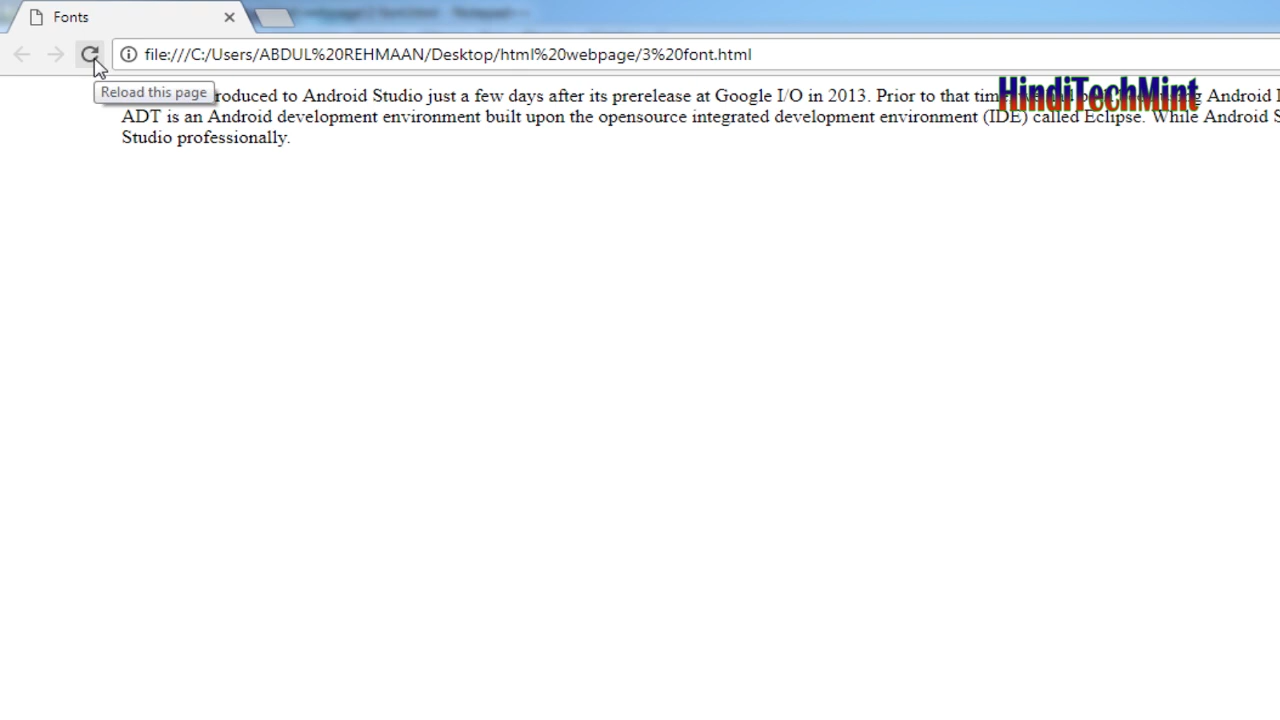 Fonts
file:///C:/Users/ABDUL%20REHMAAN/Desktop/html%20webpage/3%20font.html
Reload this page
roduced to Android Studio just a few days after its prerelease at Google I/O in 2013. Prior to that tim
Android
HindiTechMint
ADT is an Android development environment built upon the opensource integrated development environment (IDE) called Eclipse. While Android S
Studio professionally.